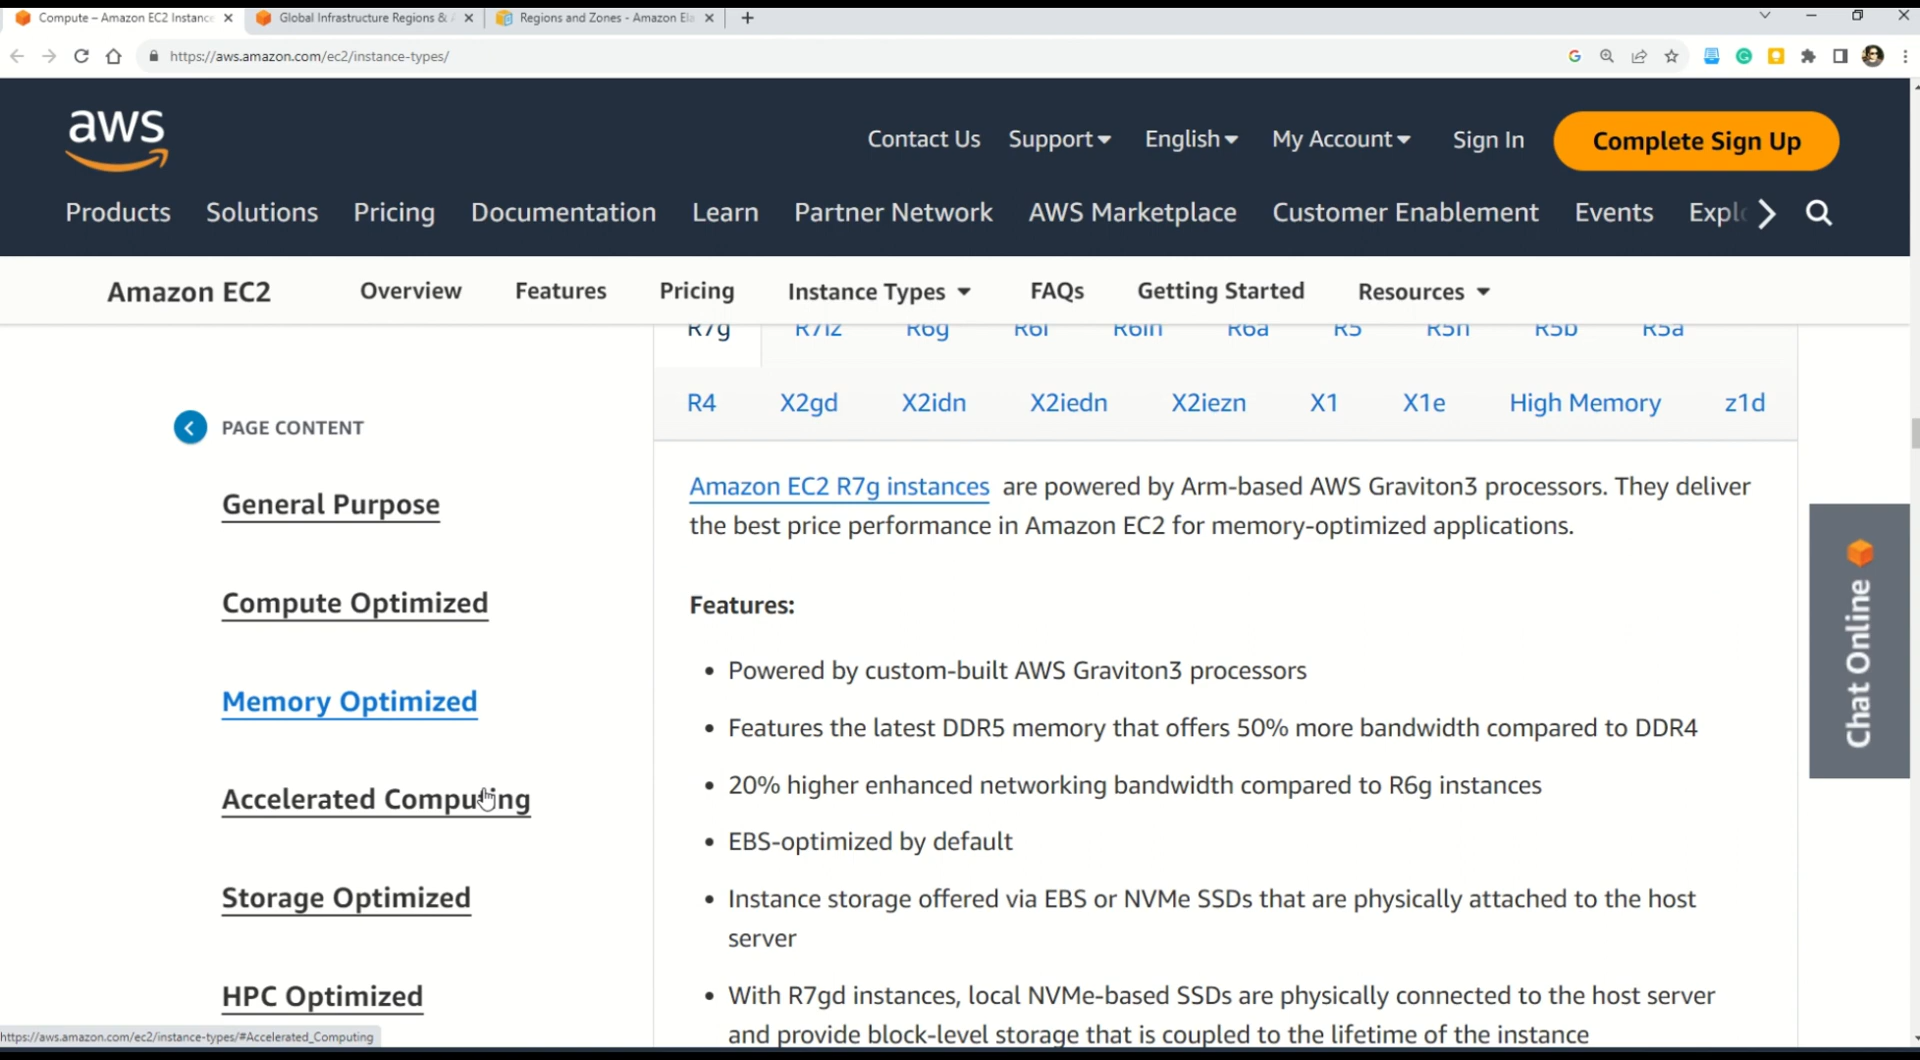 Compute – Amazon EC2 Instance
Global Infrastructure Regions &
Regions and Zones - Amazon Ela
https://aws.amazon.com/ec2/instance-types/
aws
Contact Us Support English My Account Sign In Complete Sign Up
Products Solutions Pricing Documentation Learn Partner Network AWS Marketplace Customer Enablement Events Expl
Amazon EC2 Overview Features Pricing Instance Types FAQs Getting Started Resources
R7g R7iz R6g R6i R6in R6a R5 R5n R5b R5a
R4 X2gd X2idn X2iedn X2iezn X1 X1e High Memory z1d
PAGE CONTENT
General Purpose
Compute Optimized
Memory Optimized
Accelerated Computing
Storage Optimized
HPC Optimized
Amazon EC2 R7g instances are powered by Arm-based AWS Graviton3 processors. They deliver
the best price performance in Amazon EC2 for memory-optimized applications.
Features:
• Powered by custom-built AWS Graviton3 processors
• Features the latest DDR5 memory that offers 50% more bandwidth compared to DDR4
• 20% higher enhanced networking bandwidth compared to R6g instances
• EBS-optimized by default
• Instance storage offered via EBS or NVMe SSDs that are physically attached to the host
server
• With R7gd instances, local NVMe-based SSDs are physically connected to the host server
and provide block-level storage that is coupled to the lifetime of the instance
Chat Online
https://aws.amazon.com/ec2/instance-types/#Accelerated_Computing